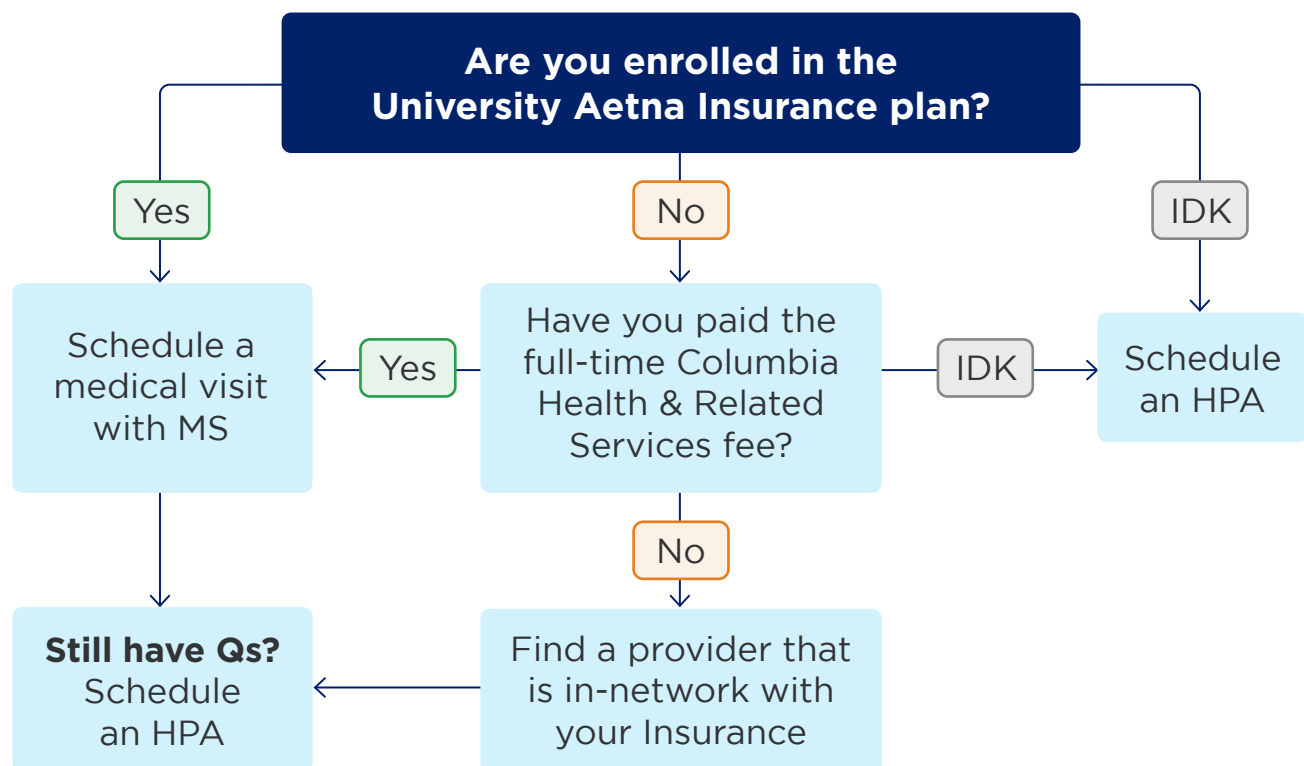 Are you enrolled in the
University Aetna Insurance plan?
Yes
No
IDK
Schedule a
medical visit
with MS
Yes
Have you paid the
full-time Columbia
Health & Related
Services fee?
IDK
Schedule
an HPA
No
Still have Qs?
Schedule
an HPA
Find a provider that
is in-network with
your Insurance